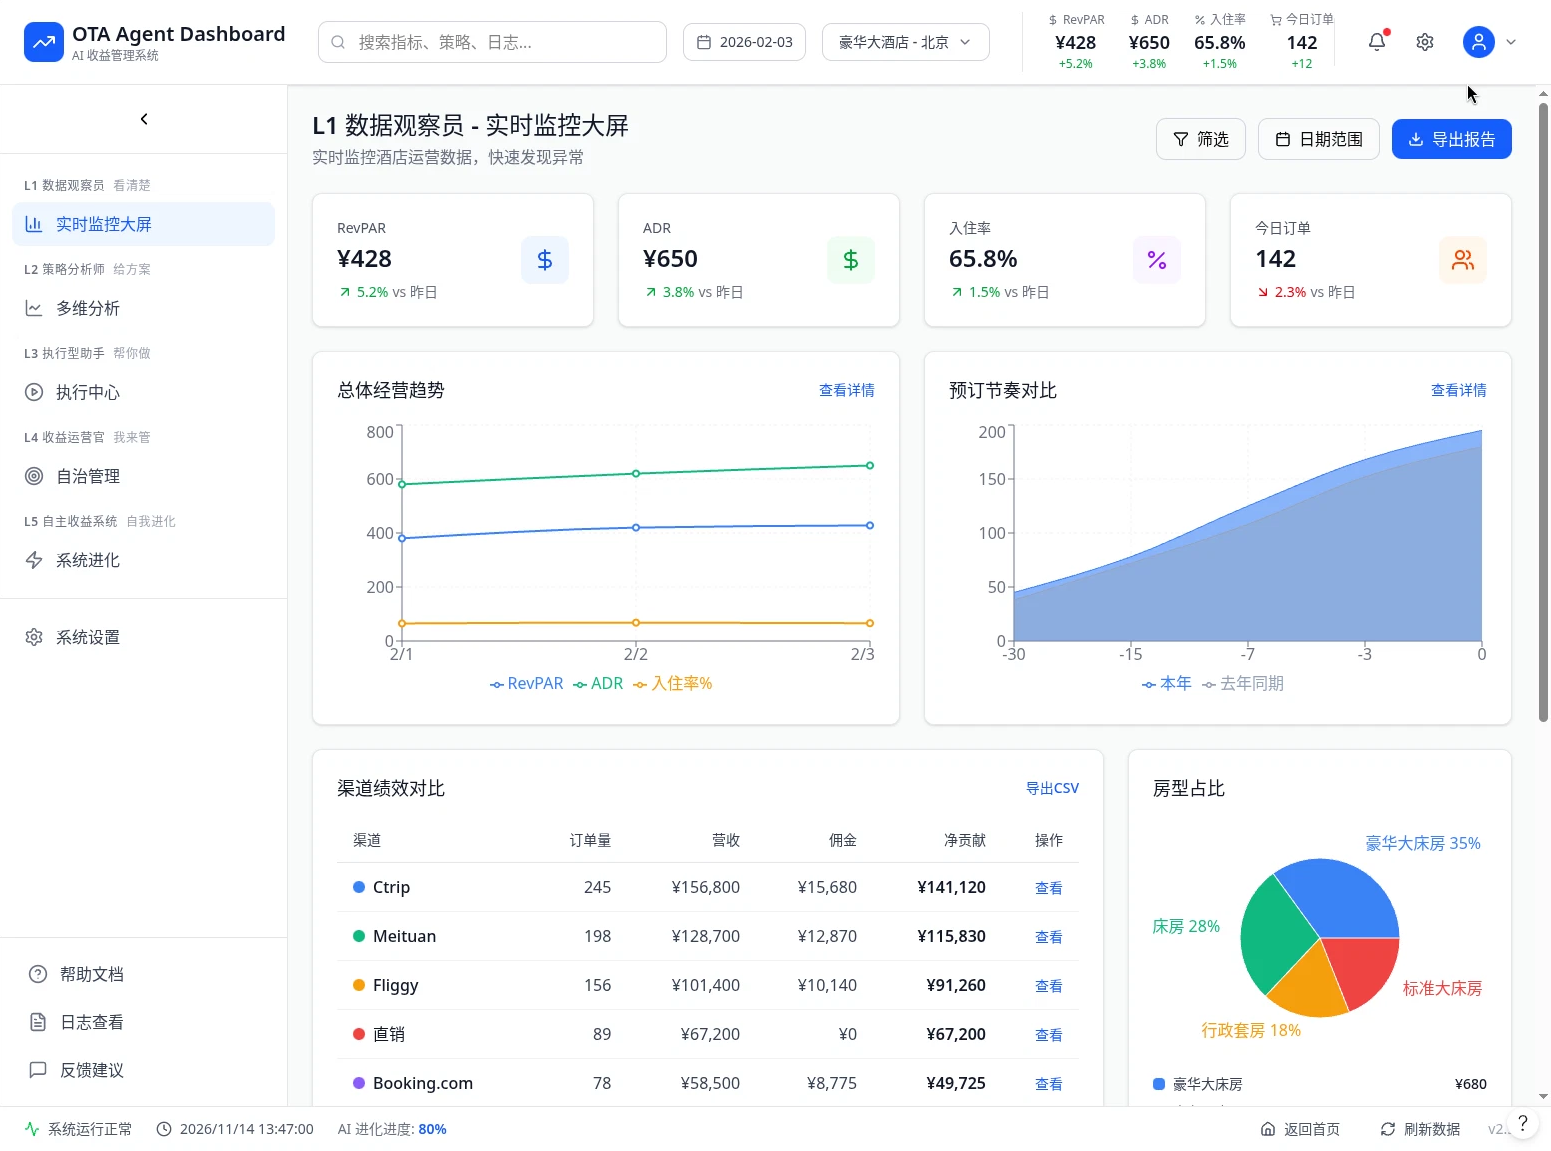 OTA Agent Dashboard
AI 收益管理系统
搜索指标、策略、日志...
2026-02-03
豪华大酒店 - 北京
RevPAR
¥428
+5.2%
ADR
¥650
+3.8%
入住率
65.8%
+1.5%
今日订单
142
+12
L1 数据观察员 看清楚
实时监控大屏
L2 策略分析师 给方案
多维分析
L3 执行型助手 帮你做
执行中心
L4 收益运营官 我来管
自治管理
L5 自主收益系统 自我进化
系统进化
系统设置
帮助文档
日志查看
反馈建议
L1 数据观察员 - 实时监控大屏
实时监控酒店运营数据，快速发现异常
筛选
日期范围
导出报告
RevPAR
¥428
5.2% vs 昨日
ADR
¥650
3.8% vs 昨日
入住率
65.8%
1.5% vs 昨日
今日订单
142
2.3% vs 昨日
总体经营趋势
查看详情
800
600
400
200
0
2/1 2/2 2/3
RevPAR ADR 入住率%
预订节奏对比
查看详情
200
150
100
50
0
-30 -15 -7 -3 0
本年 去年同期
渠道绩效对比
导出CSV
渠道 订单量 营收 佣金 净贡献 操作
Ctrip 245 ¥156,800 ¥15,680 ¥141,120 查看
Meituan 198 ¥128,700 ¥12,870 ¥115,830 查看
Fliggy 156 ¥101,400 ¥10,140 ¥91,260 查看
直销 89 ¥67,200 ¥0 ¥67,200 查看
Booking.com 78 ¥58,500 ¥8,775 ¥49,725 查看
房型占比
豪华大床房 35%
床房 28%
标准大床房
行政套房 18%
豪华大床房 ¥680
系统运行正常
2026/11/14 13:47:00
AI 进化进度: 80%
返回首页
刷新数据
v2.
?